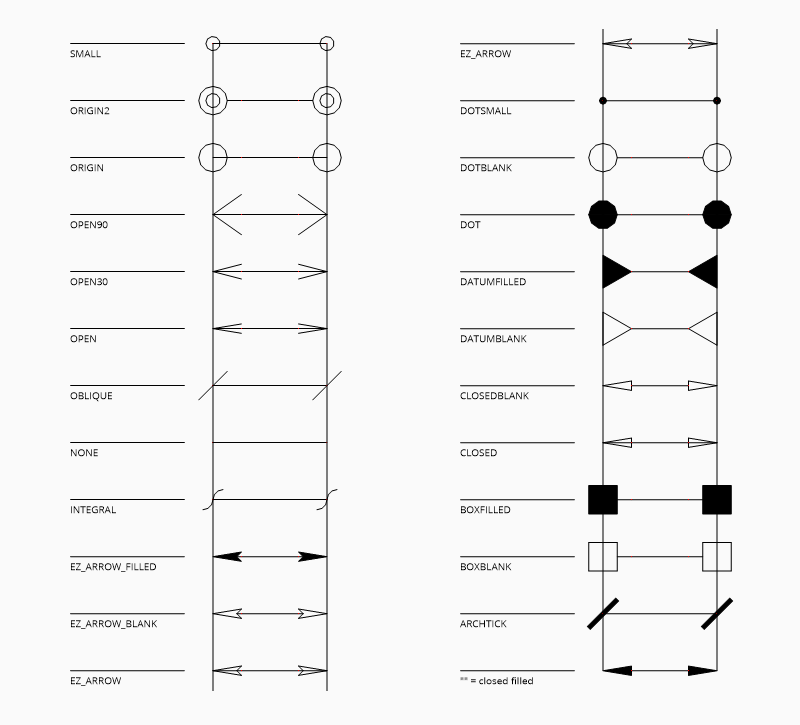 SMALL
ORIGIN2
ORIGIN
OPEN90
OPEN30
OPEN
OBLIQUE
NONE
INTEGRAL
EZ_ARROW_FILLED
EZ_ARROW_BLANK
EZ_ARROW
EZ_ARROW
DOTSMALL
DOTBLANK
DOT
DATUMFILLED
DATUMBLANK
CLOSEDBLANK
CLOSED
BOXFILLED
BOXBLANK
ARCHTICK
"" = closed filled